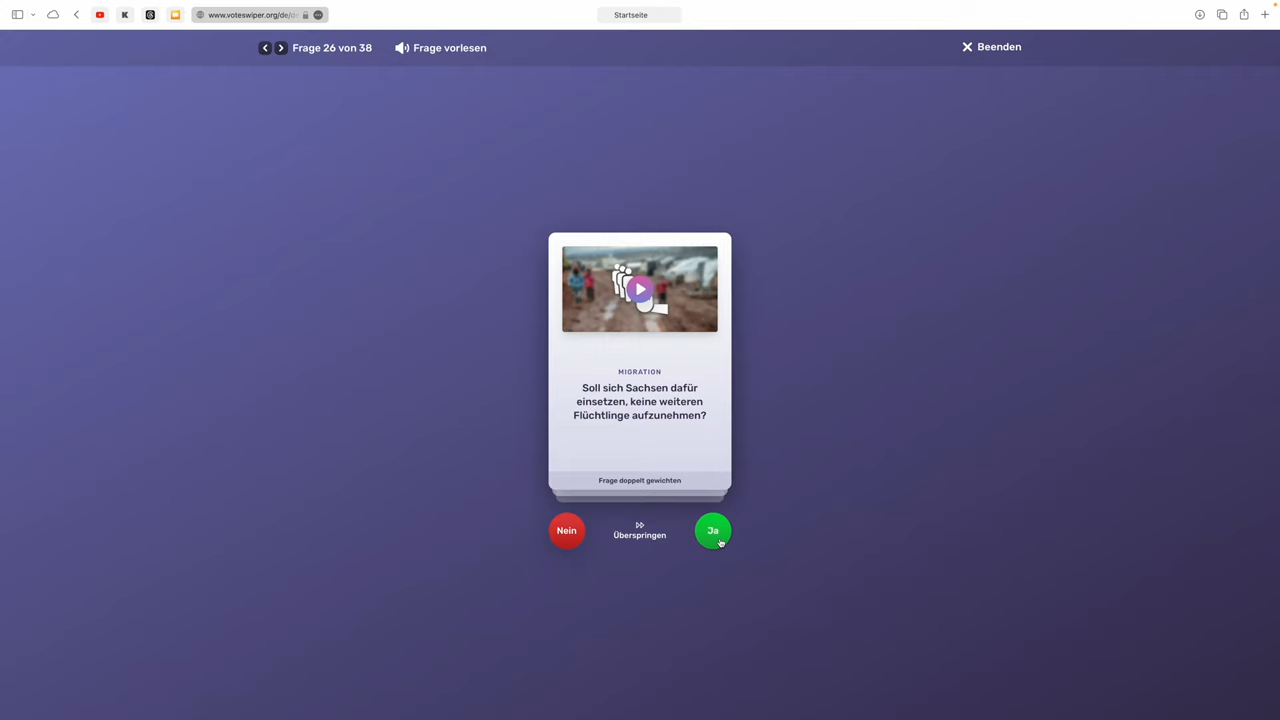 K
www.voteswiper.org/de/de
Startseite
Frage 26 von 38
Frage vorlesen
Beenden
MIGRATION
Soll sich Sachsen dafür
einsetzen, keine weiteren
Flüchtlinge aufzunehmen?
Frage doppelt gewichten
Nein
Überspringen
Ja